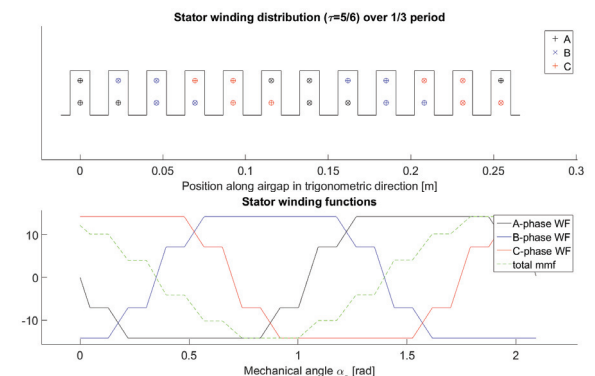 Stator winding distribution (τ=5/6) over 1/3 period
A
B
C
0 0.05 0.1 0.15 0.2 0.25 0.3
Position along airgap in trigonometric direction [m]
Stator winding functions
10
0
-10
A-phase WF
B-phase WF
C-phase WF
total mmf
0 0.5 1 1.5 2
Mechanical angle α [rad]